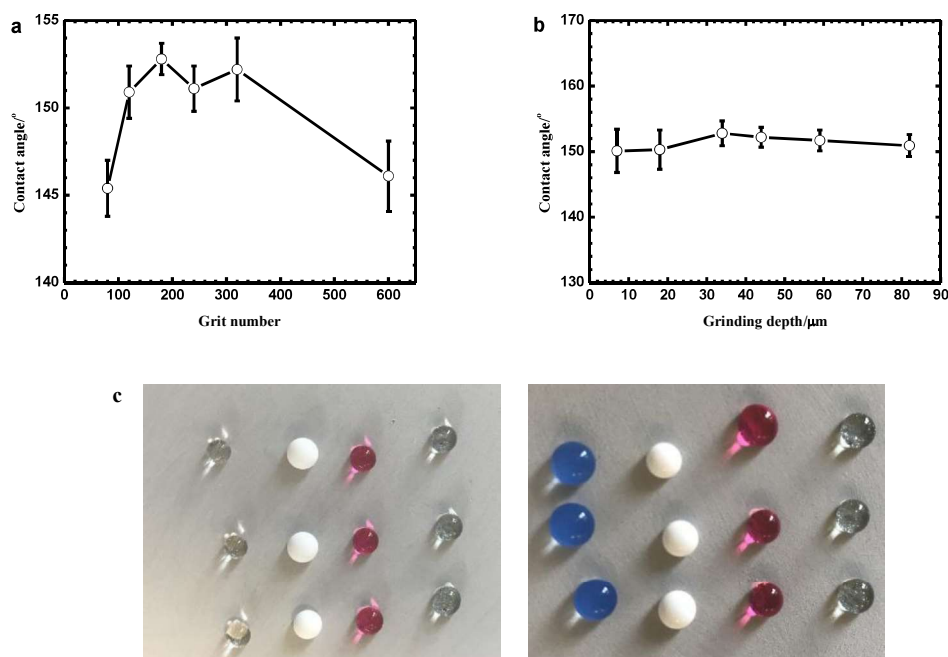 a
155
150
145
140
Contact angle/°
0 100 200 300 400 500 600
Grit number
b
170
160
150
140
130
Contact angle/°
0 10 20 30 40 50 60 70 80 90
Grinding depth/μm
c